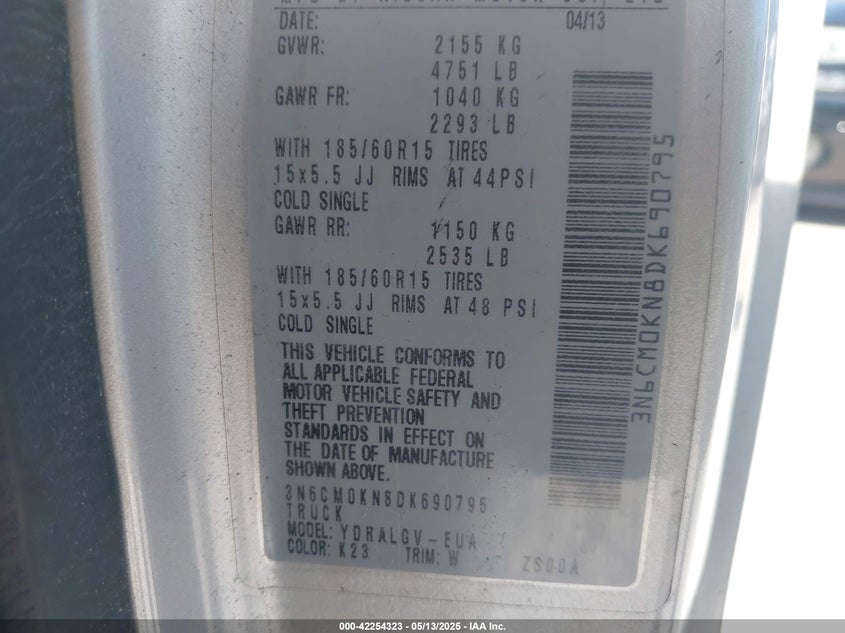 DATE: 04/13
GVWR: 2155 KG
4751 LB
GAWR FR: 1040 KG
2293 LB
WITH 185/60R15 TIRES
15x5.5 JJ RIMS AT 44PSI
COLD SINGLE
GAWR RR: 1150 KG
2535 LB
WITH 185/60R15 TIRES
15x5.5 JJ RIMS AT 48 PSI
COLD SINGLE
THIS VEHICLE CONFORMS TO
ALL APPLICABLE FEDERAL
MOTOR VEHICLE SAFETY AND
THEFT PREVENTION
STANDARDS IN EFFECT ON
THE DATE OF MANUFACTURE
SHOWN ABOVE.
3N6CM0KN8DK690795
TRUCK
MODEL: YDRALGV-EUA
COLOR: K23 TRIM: W ZS00A
3N6CM0KN8DK690795
000-42254323 | 05/13/2025 - IAA Inc.